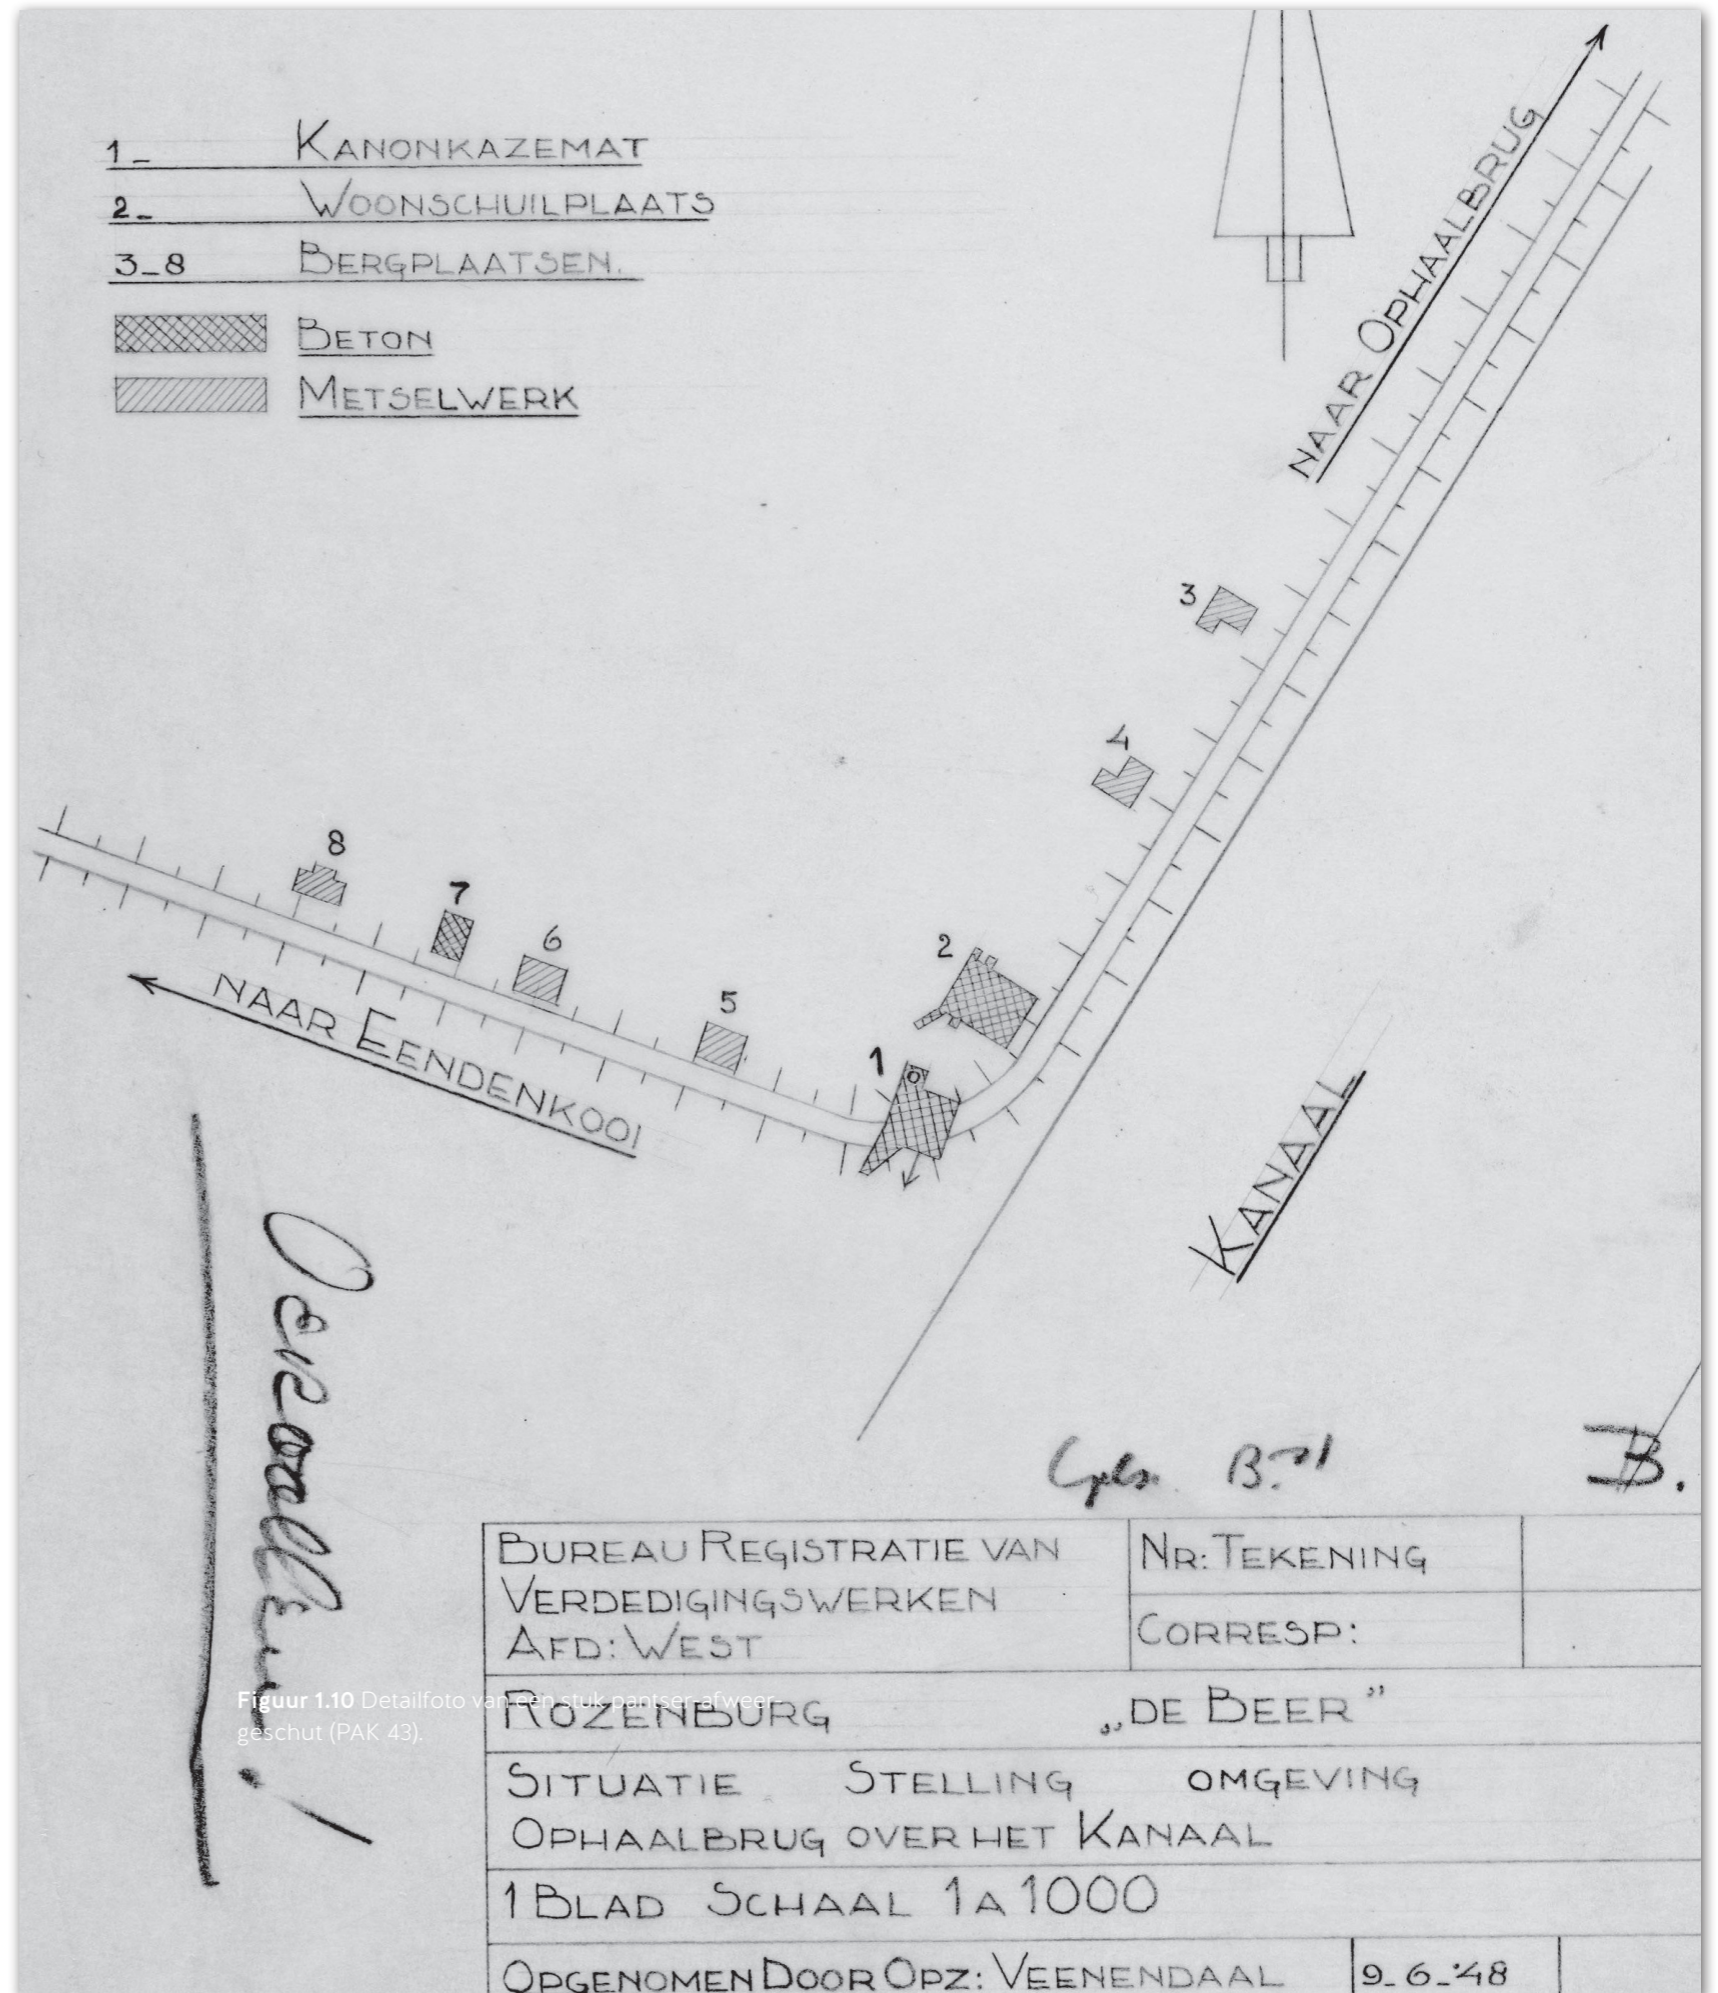 1_ KANONKAZEMAT
2_ WOONSCHUILPLAATS
3_8 BERGPLAATSEN.
BETON
METSELWERK
NAAR OPHAALBRUG
3
4
8
7
6
5
2
1
NAAR EENDENKOOI
KANAAL
B.
BUREAU REGISTRATIE VAN
VERDEDIGINGSWERKEN
AFD: WEST
NR: TEKENING
CORRESP:
ROZENBURG „DE BEER”
SITUATIE STELLING OMGEVING
OPHAALBRUG OVER HET KANAAL
1 BLAD SCHAAL 1 A 1000
OPGENOMEN DOOR OPZ: VEENENDAAL 9_6_'48
Figuur 1.10 Detailfoto van een stuk pantser-afweer-
geschut (PAK 43).